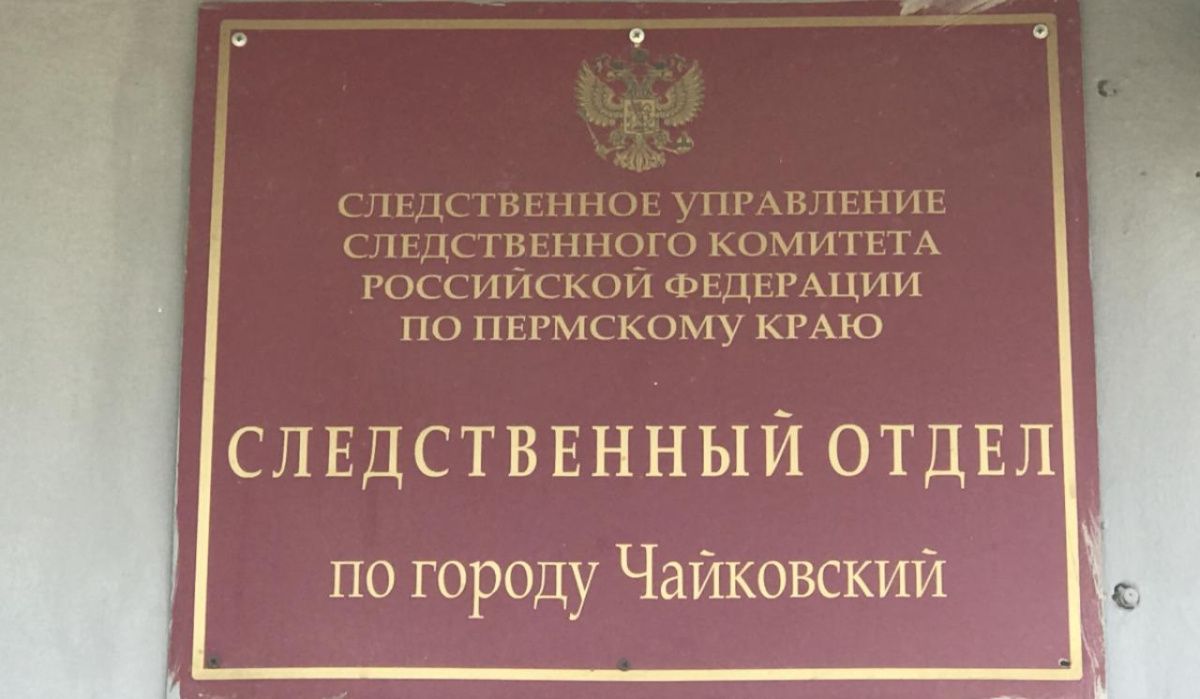 СЛЕДСТВЕННОЕ УПРАВЛЕНИЕ
СЛЕДСТВЕННОГО КОМИТЕТА
РОССИЙСКОЙ ФЕДЕРАЦИИ
ПО ПЕРМСКОМУ КРАЮ
СЛЕДСТВЕННЫЙ ОТДЕЛ
по городу Чайковский